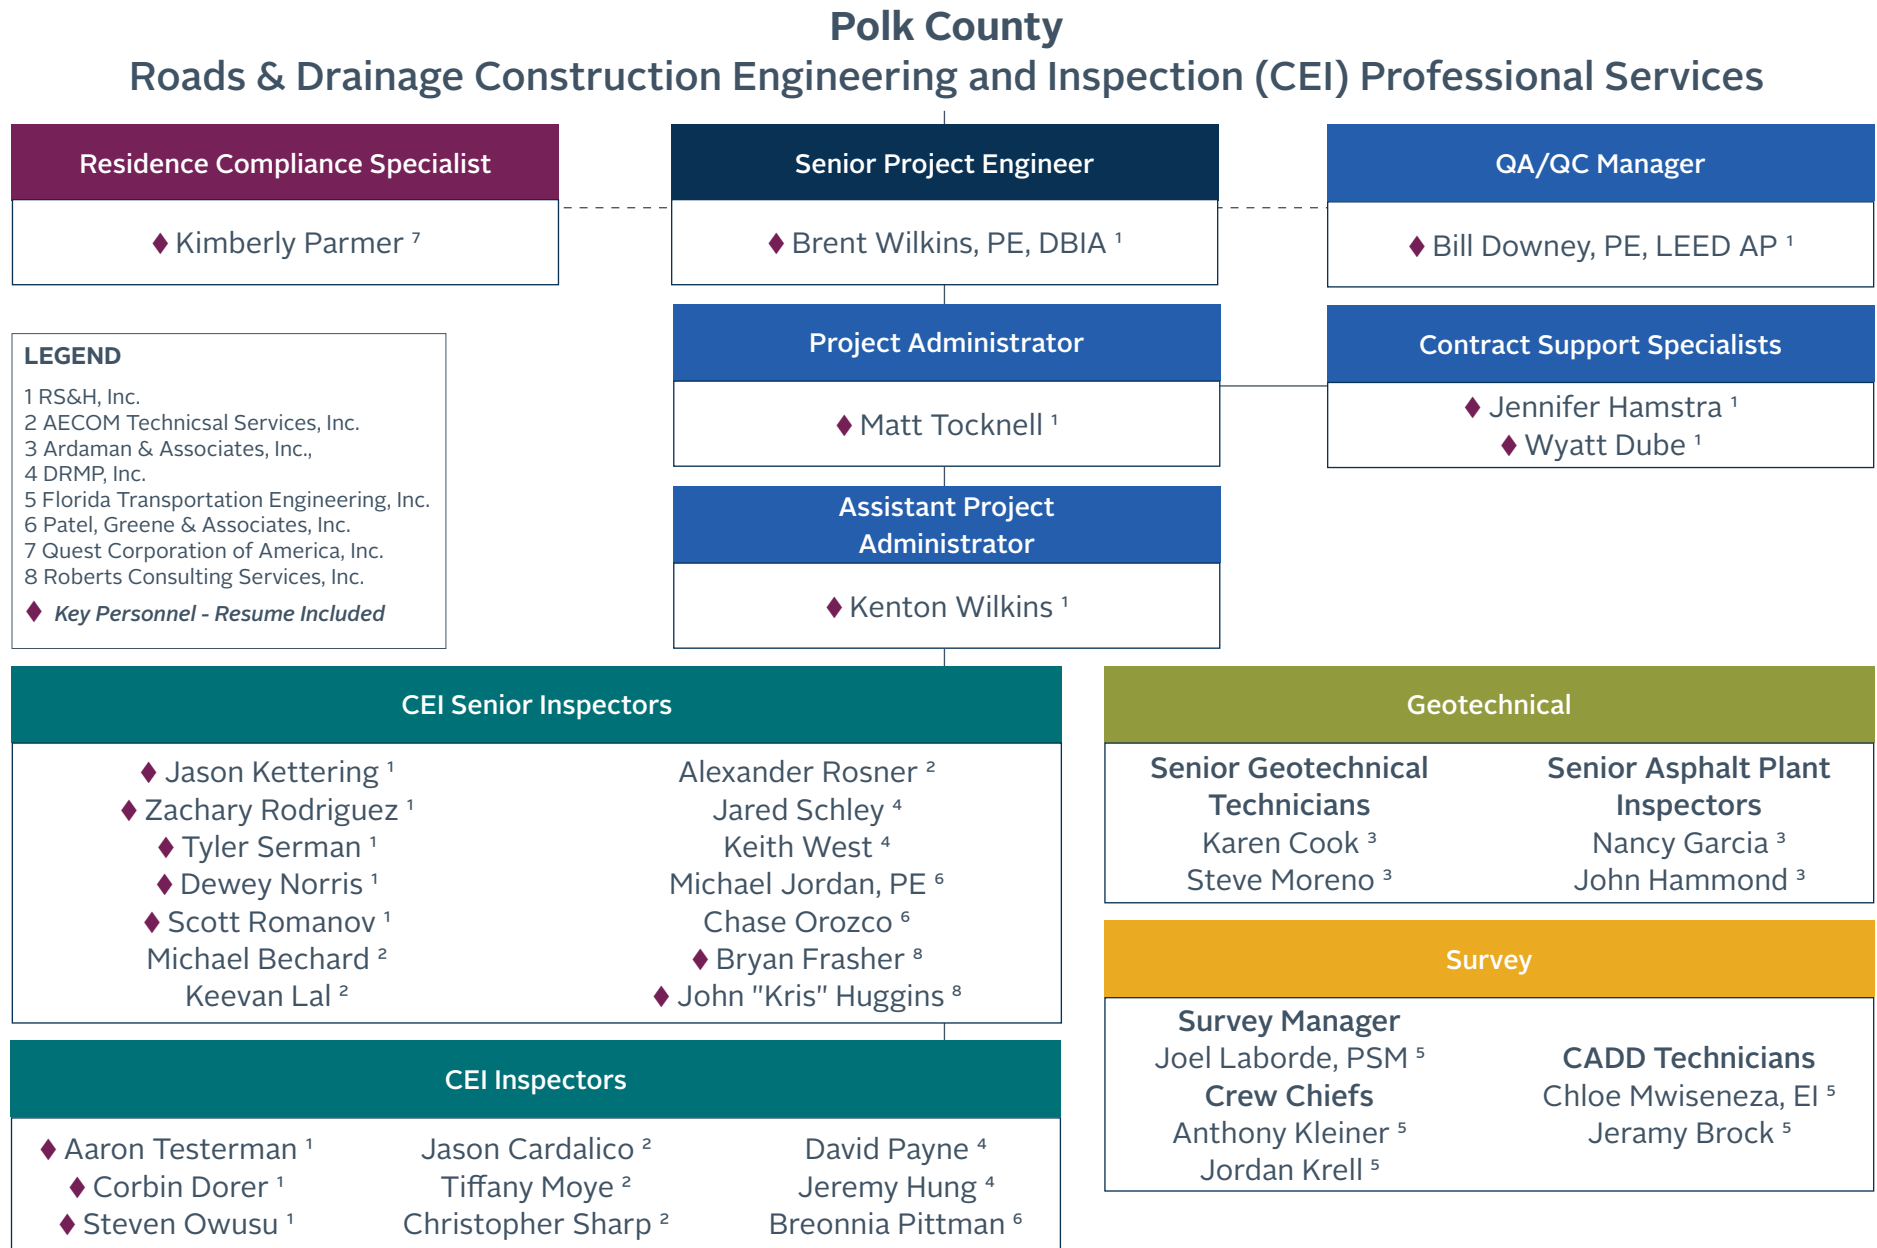 Polk County
Roads & Drainage Construction Engineering and Inspection (CEI) Professional Services
Residence Compliance Specialist
♦ Kimberly Parmer ⁷
Senior Project Engineer
♦ Brent Wilkins, PE, DBIA ¹
QA/QC Manager
♦ Bill Downey, PE, LEED AP ¹
Project Administrator
♦ Matt Tocknell ¹
Contract Support Specialists
♦ Jennifer Hamstra ¹
♦ Wyatt Dube ¹
LEGEND
1 RS&H, Inc.
2 AECOM Technicsal Services, Inc.
3 Ardaman & Associates, Inc.,
4 DRMP, Inc.
5 Florida Transportation Engineering, Inc.
6 Patel, Greene & Associates, Inc.
7 Quest Corporation of America, Inc.
8 Roberts Consulting Services, Inc.
♦ Key Personnel - Resume Included
Assistant Project
Administrator
♦ Kenton Wilkins ¹
CEI Senior Inspectors
♦ Jason Kettering ¹
♦ Zachary Rodriguez ¹
♦ Tyler Serman ¹
♦ Dewey Norris ¹
♦ Scott Romanov ¹
Michael Bechard ²
Keevan Lal ²
Alexander Rosner ²
Jared Schley ⁴
Keith West ⁴
Michael Jordan, PE ⁶
Chase Orozco ⁶
♦ Bryan Frasher ⁸
♦ John "Kris" Huggins ⁸
Geotechnical
Senior Geotechnical
Technicians
Karen Cook ³
Steve Moreno ³
Senior Asphalt Plant
Inspectors
Nancy Garcia ³
John Hammond ³
Survey
Survey Manager
Joel Laborde, PSM ⁵
Crew Chiefs
Anthony Kleiner ⁵
Jordan Krell ⁵
CADD Technicians
Chloe Mwiseneza, EI ⁵
Jeramy Brock ⁵
CEI Inspectors
♦ Aaron Testerman ¹
♦ Corbin Dorer ¹
♦ Steven Owusu ¹
Jason Cardalico ²
Tiffany Moye ²
Christopher Sharp ²
David Payne ⁴
Jeremy Hung ⁴
Breonnia Pittman ⁶